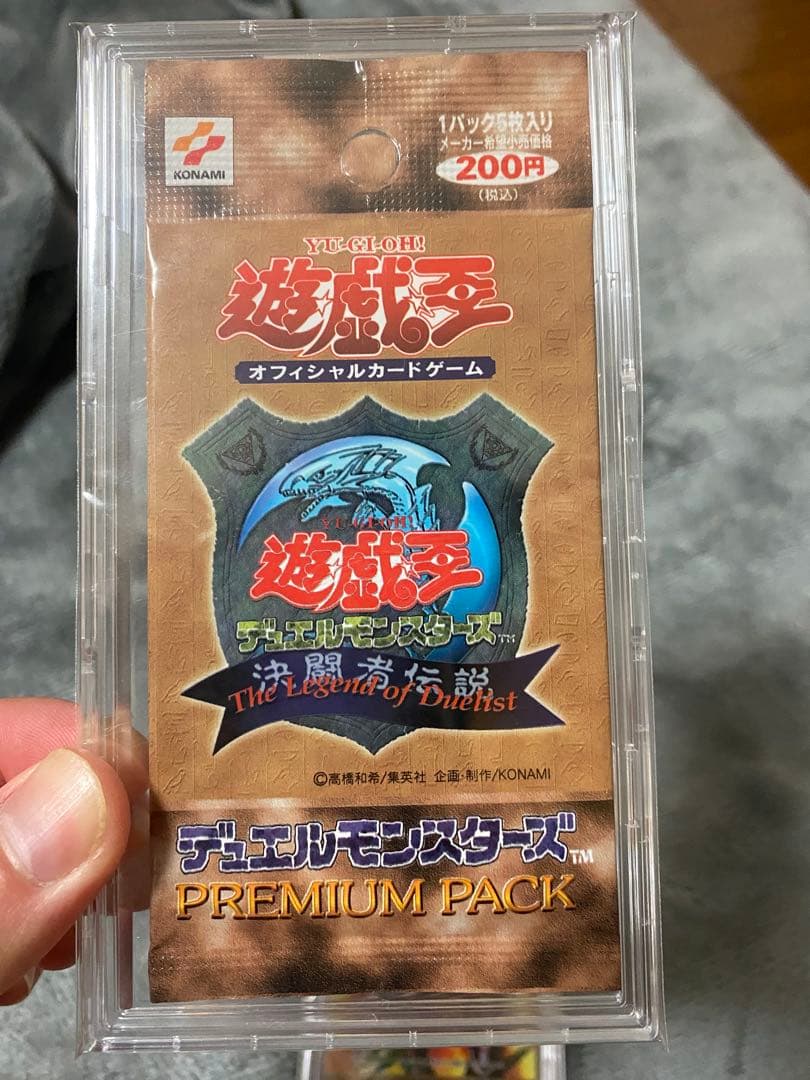 KONAMI
1パック5枚入り
メーカー希望小売価格
200円
(税込)
YU-GI-OH!
遊☆戯☆王
オフィシャルカードゲーム
YU-GI-OH!
遊☆戯☆王
デュエルモンスターズ™
決闘者伝説
The Legend of Duelist
©高橋和希/集英社 企画・制作/KONAMI
デュエルモンスターズ™
PREMIUM PACK